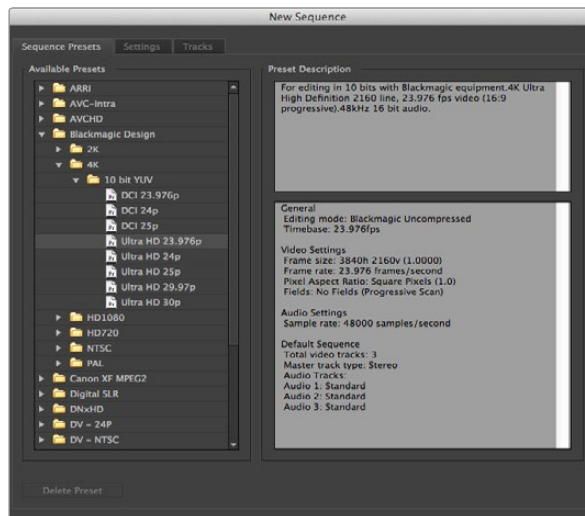 New Sequence
Sequence Presets
Settings
Tracks
Available Presets
ARRI
AVC-Intra
AVCHD
Blackmagic Design
2K
4K
10 bit YUV
DCI 23.976p
DCI 24p
DCI 25p
Ultra HD 23.976p
Ultra HD 24p
Ultra HD 25p
Ultra HD 29.97p
Ultra HD 30p
HD1080
HD720
NTSC
PAL
Canon XF MPEG2
Digital SLR
DNxHD
DV - 24P
DV - NTSC
Delete Preset
Preset Description
For editing in 10 bits with Blackmagic equipment.4K Ultra
High Definition 2160 line, 23.976 fps video (16:9
progressive).48kHz 16 bit audio.
General
Editing mode: Blackmagic Uncompressed
Timebase: 23.976fps
Video Settings
Frame size: 3840h 2160v (1.0000)
Frame rate: 23.976 frames/second
Pixel Aspect Ratio: Square Pixels (1.0)
Fields: No Fields (Progressive Scan)
Audio Settings
Sample rate: 48000 samples/second
Default Sequence
Total video tracks: 3
Master track type: Stereo
Audio Tracks:
Audio 1: Standard
Audio 2: Standard
Audio 3: Standard